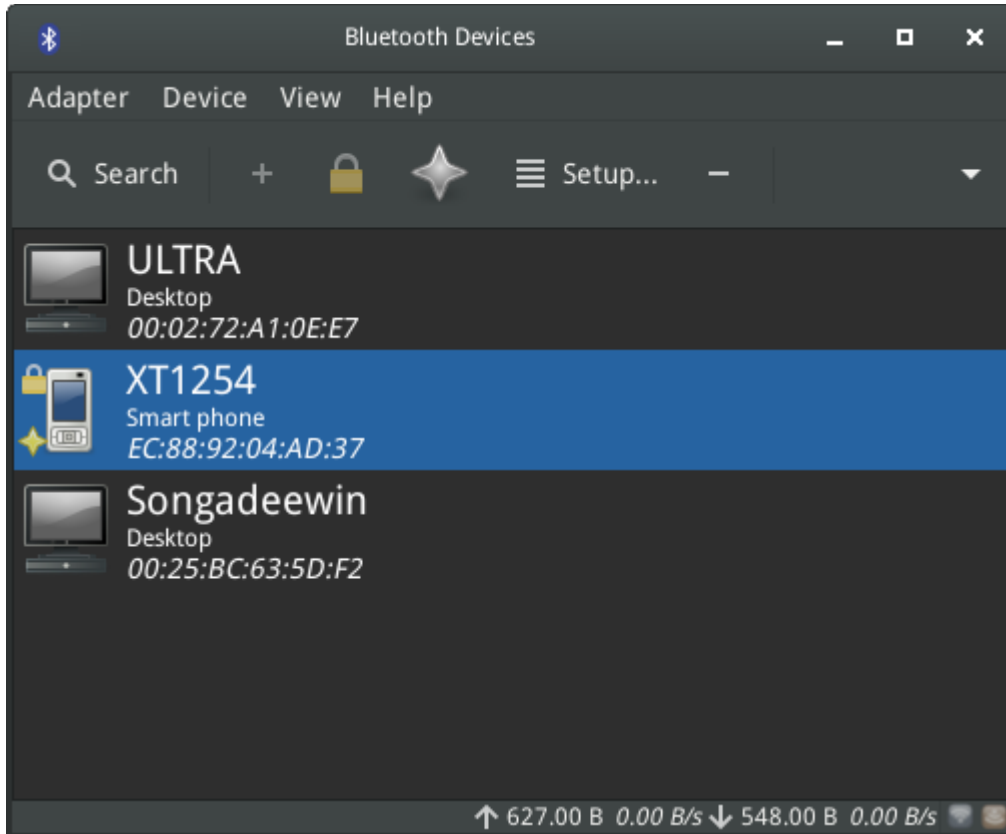 Bluetooth Devices
Adapter Device View Help
Search Setup...
ULTRA
Desktop
00:02:72:A1:0E:E7
XT1254
Smart phone
EC:88:92:04:AD:37
Songadeewin
Desktop
00:25:BC:63:5D:F2
627.00 B 0.00 B/s 548.00 B 0.00 B/s